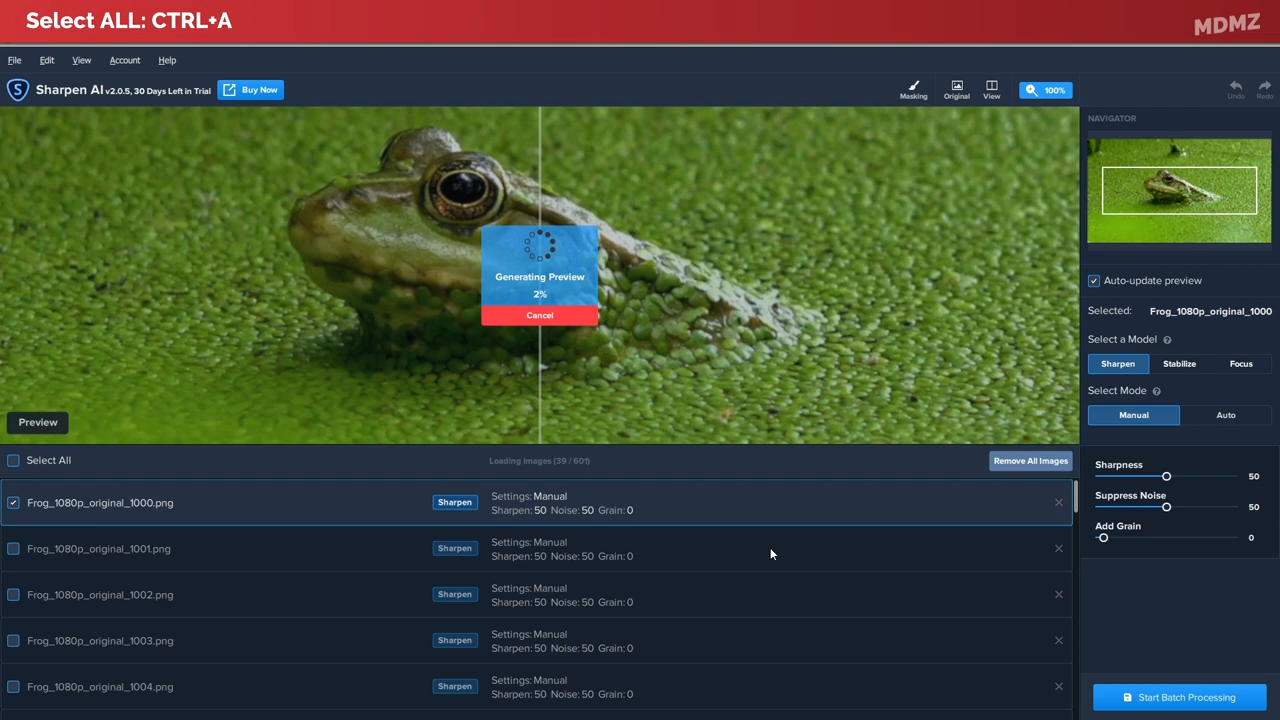 Select ALL: CTRL+A
MDMZ
File Edit View Account Help
Sharpen AI v2.0.5, 30 Days Left in Trial
Buy Now
Masking Original View
100%
Undo Redo
NAVIGATOR
Generating Preview
2%
Cancel
Preview
Auto-update preview
Selected: Frog_1080p_original_1000
Select a Model
Sharpen Stabilize Focus
Select Mode
Manual Auto
Sharpness 50
Suppress Noise 50
Add Grain 0
Select All
Loading Images (39 / 601)
Remove All Images
Frog_1080p_original_1000.png
Sharpen
Settings: Manual
Sharpen: 50 Noise: 50 Grain: 0
Frog_1080p_original_1001.png
Sharpen
Settings: Manual
Sharpen: 50 Noise: 50 Grain: 0
Frog_1080p_original_1002.png
Sharpen
Settings: Manual
Sharpen: 50 Noise: 50 Grain: 0
Frog_1080p_original_1003.png
Sharpen
Settings: Manual
Sharpen: 50 Noise: 50 Grain: 0
Frog_1080p_original_1004.png
Sharpen
Settings: Manual
Sharpen: 50 Noise: 50 Grain: 0
Start Batch Processing